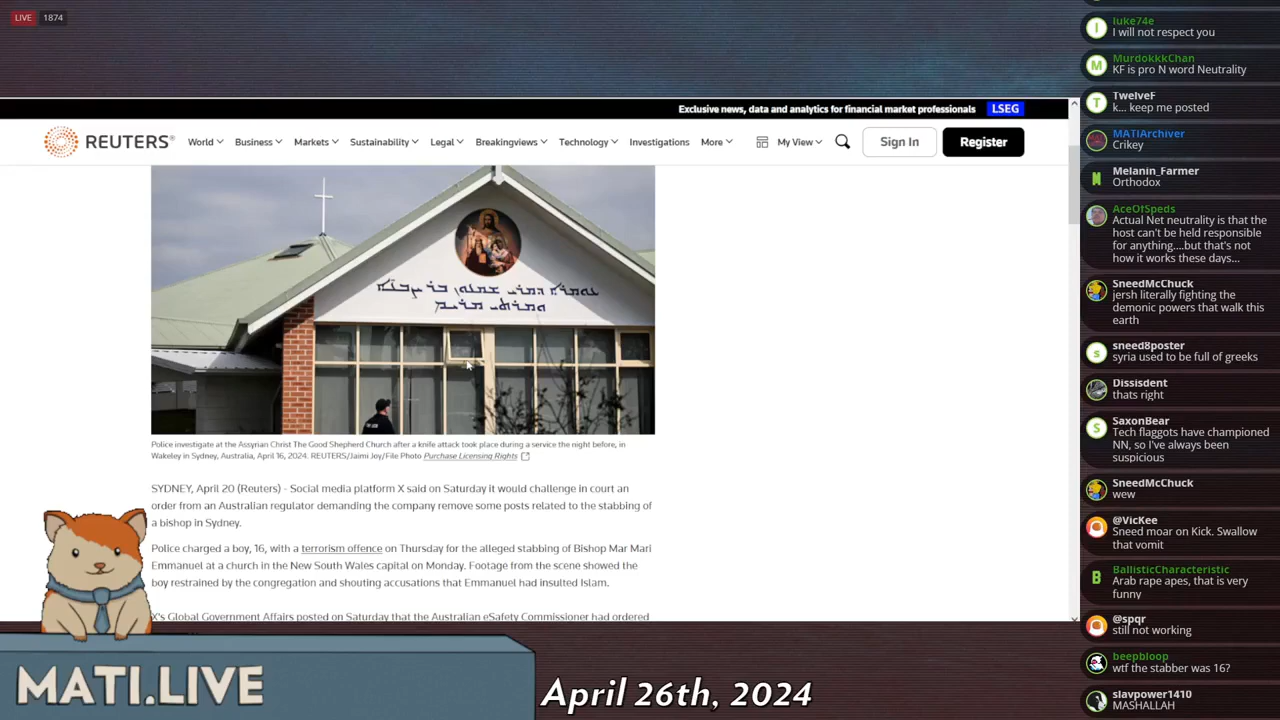 LIVE 1874
Exclusive news, data and analytics for financial market professionals LSEG
REUTERS® World Business Markets Sustainability Legal Breakingviews Technology Investigations More My View Sign In Register
Police investigate at the Assyrian Christ The Good Shepherd Church after a knife attack took place during a service the night before, in
Wakeley in Sydney, Australia, April 16, 2024. REUTERS/Jaimi Joy/File Photo Purchase Licensing Rights
SYDNEY, April 20 (Reuters) - Social media platform X said on Saturday it would challenge in court an
order from an Australian regulator demanding the company remove some posts related to the stabbing of
a bishop in Sydney.
Police charged a boy, 16, with a terrorism offence on Thursday for the alleged stabbing of Bishop Mar Mari
Emmanuel at a church in the New South Wales capital on Monday. Footage from the scene showed the
boy restrained by the congregation and shouting accusations that Emmanuel had insulted Islam.
X's Global Government Affairs posted on Saturday that the Australian eSafety Commissioner had ordered
MATI.LIVE
April 26th, 2024
luke74e
I will not respect you
MurdokkkChan
KF is pro N word Neutrality
TwelveF
k... keep me posted
MATIArchiver
Crikey
Melanin_Farmer
Orthodox
AceOfSpeds
Actual Net neutrality is that the
host can't be held responsible
for anything....but that's not
how it works these days...
SneedMcChuck
jersh literally fighting the
demonic powers that walk this
earth
sneed8poster
syria used to be full of greeks
Dissisdent
thats right
SaxonBear
Tech flaggots have championed
NN, so I've always been
suspicious
SneedMcChuck
wew
@VicKee
Sneed moar on Kick. Swallow
that vomit
BallisticCharacteristic
Arab rape apes, that is very
funny
@spqr
still not working
beepbloop
wtf the stabber was 16?
slavpower1410
MASHALLAH